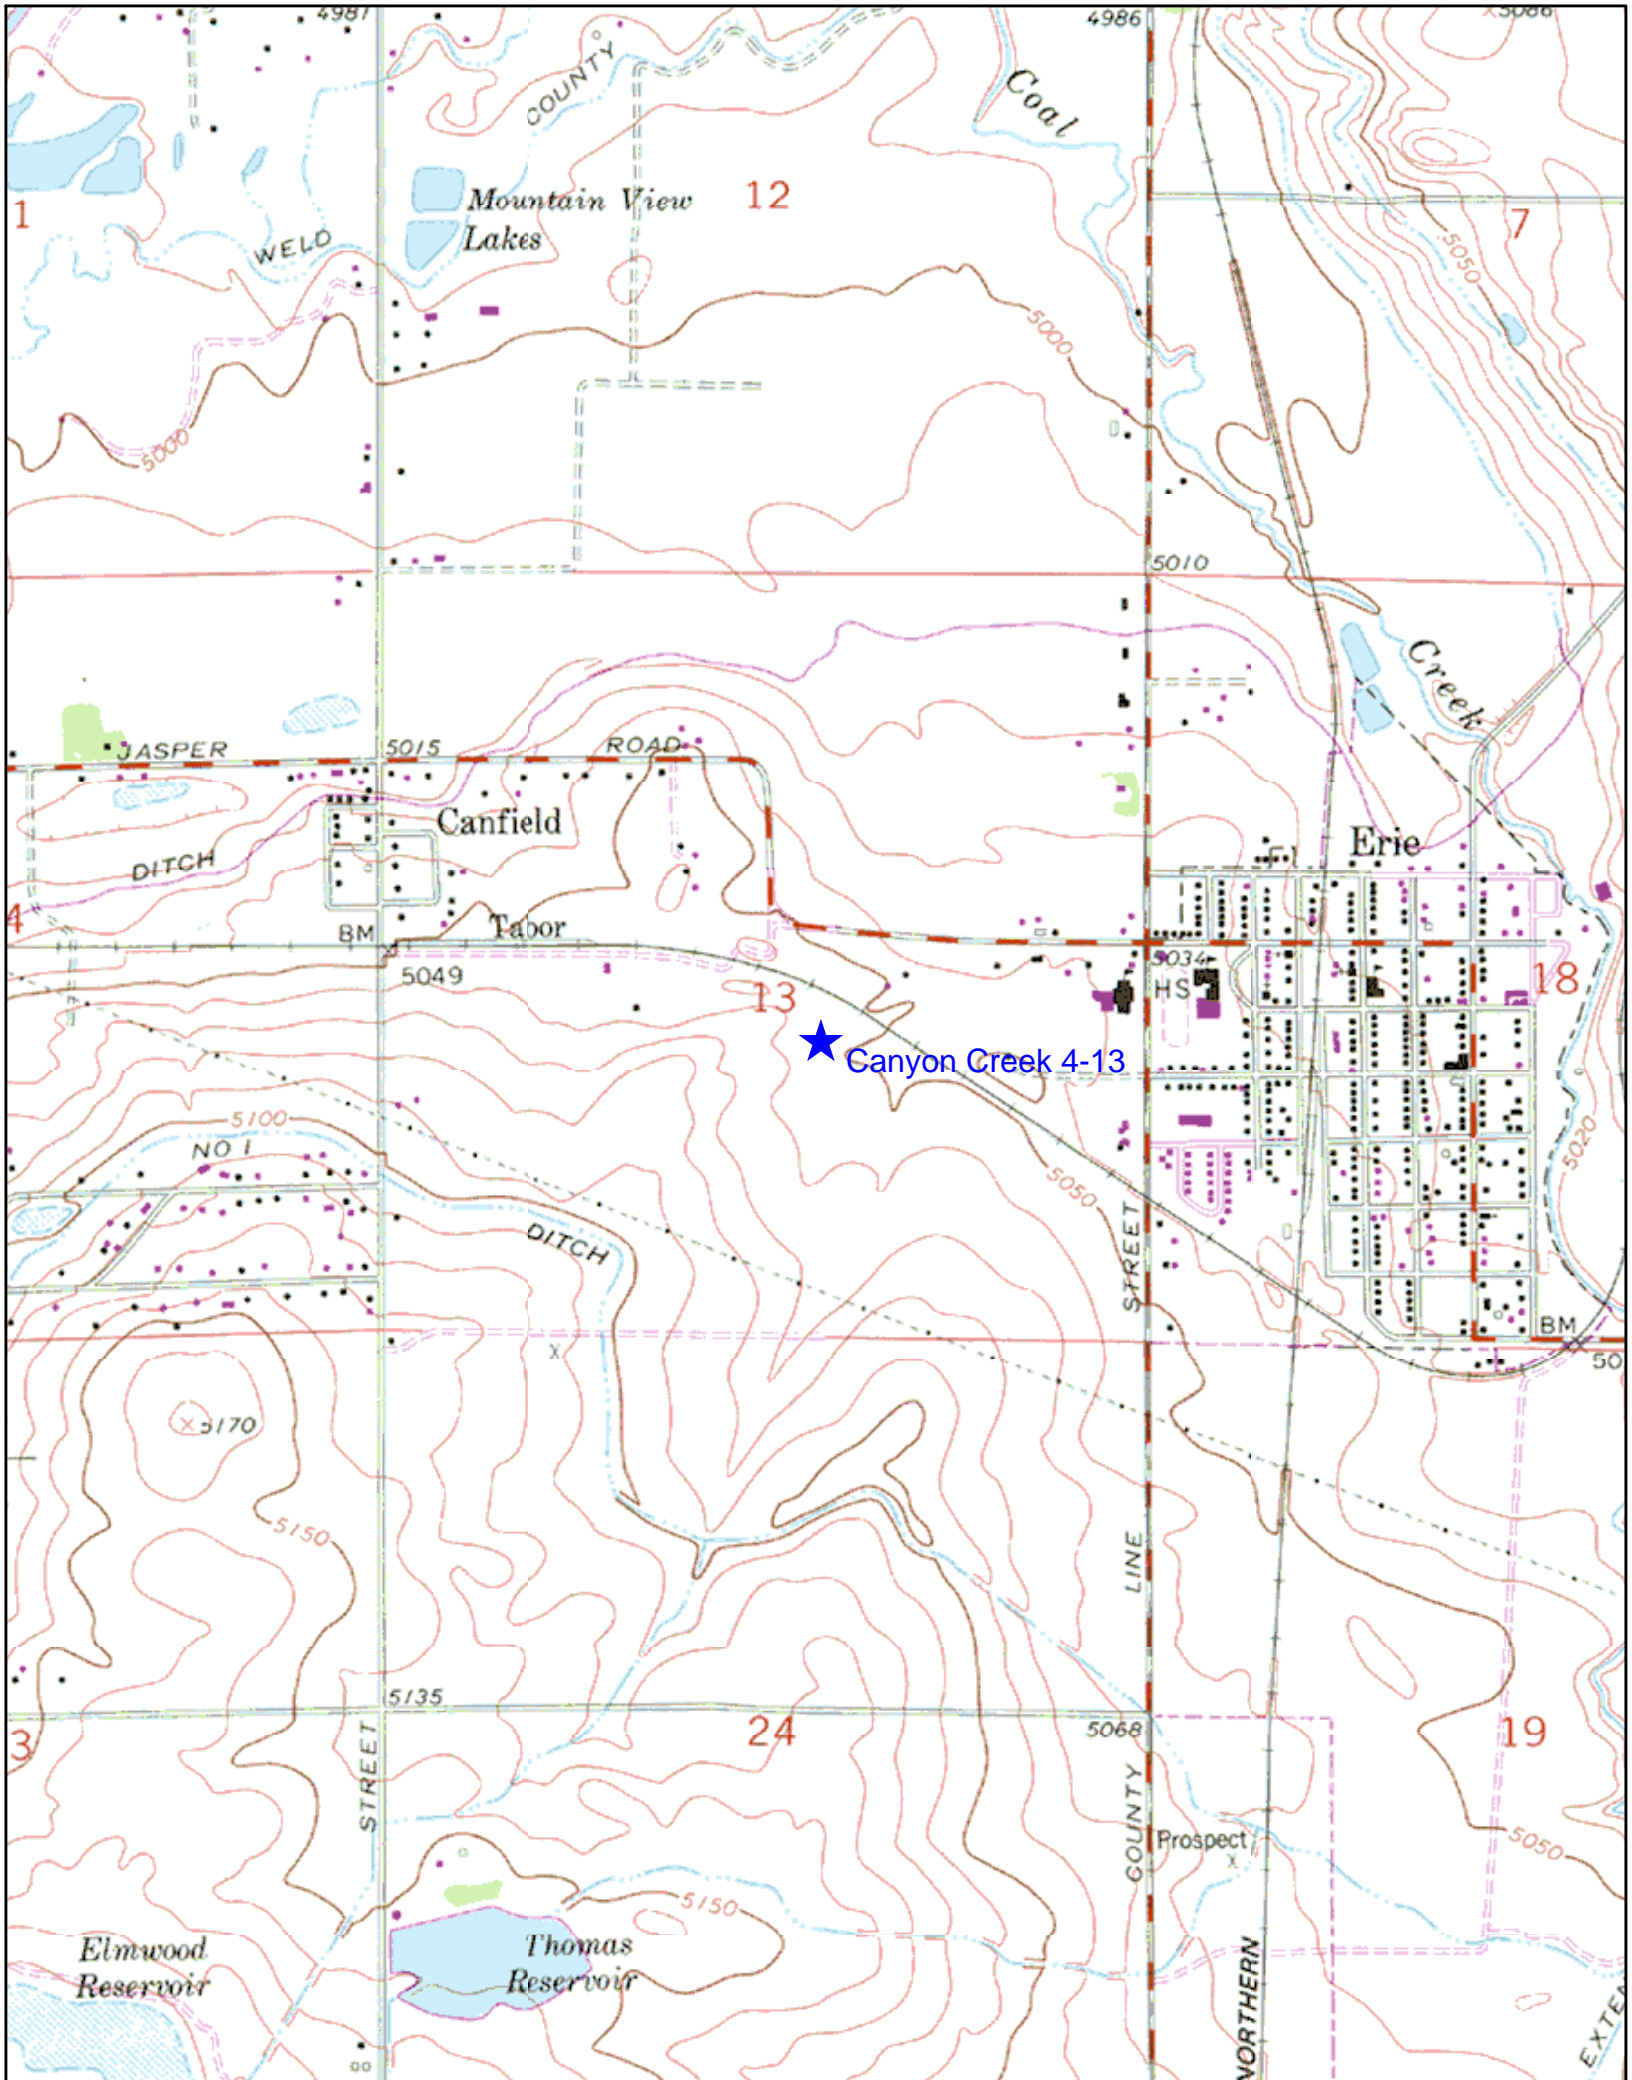 4981
4986
COUNTY
Coal
Mountain View
Lakes
12
1
7
WELD
5050
5000
5000
5010
Creek
JASPER
5015
ROAD
Canfield
Erie
DITCH
4
Tabor
BM
5049
13
5034
HS
18
Canyon Creek 4-13
5100
NO 1
5020
5050
DITCH
STREET
BM
50
5170
5150
LINE
5135
5068
24
19
3
STREET
COUNTY
Prospect
5050
5150
Elmwood
Reservoir
Thomas
Reservoir
NORTHERN